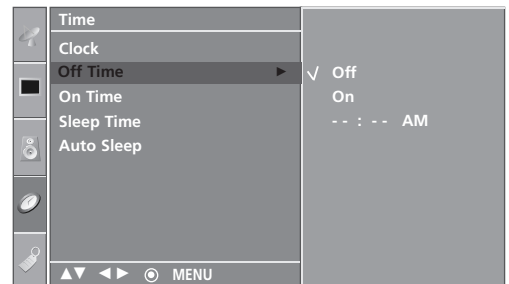 Time
Clock
Off Time ► √ Off
On Time On
Sleep Time - - : - - AM
Auto Sleep
▲▼ ◄► ⦿ MENU